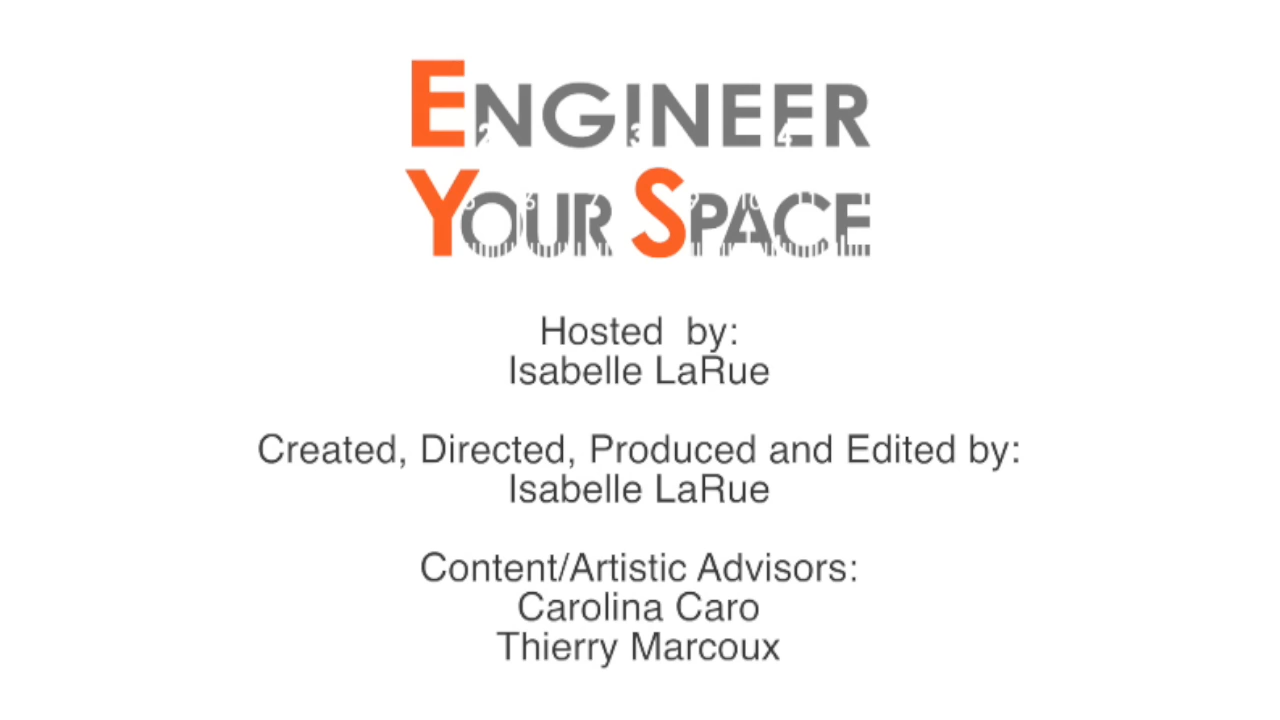 ENGINEER
YOUR SPACE
Hosted by:
Isabelle LaRue
Created, Directed, Produced and Edited by:
Isabelle LaRue
Content/Artistic Advisors:
Carolina Caro
Thierry Marcoux